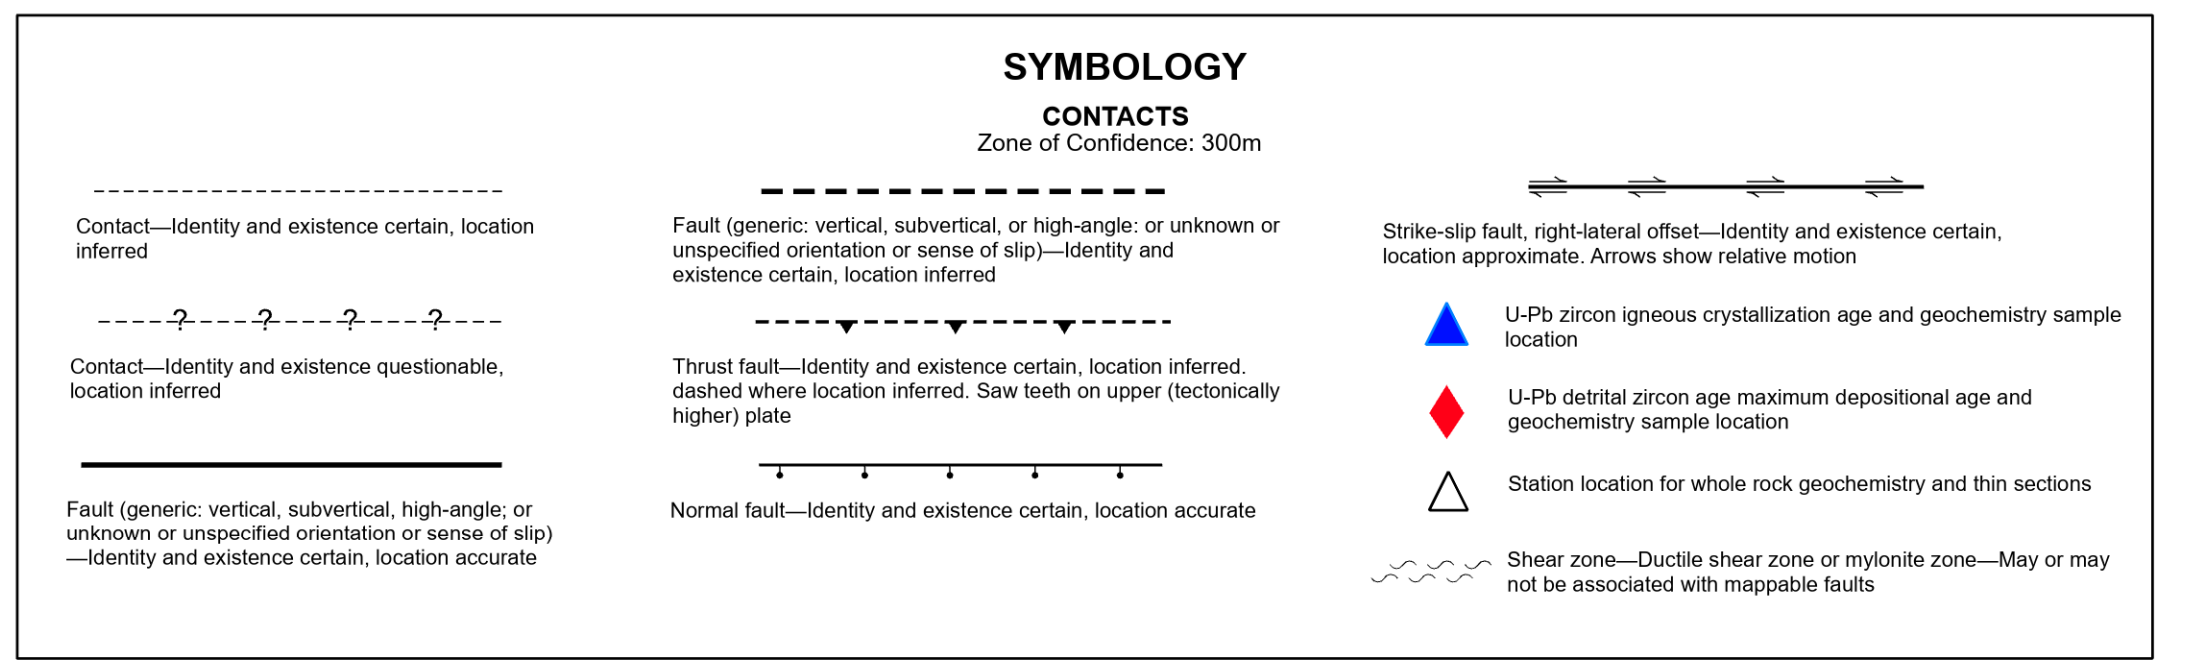 SYMBOLOGY
CONTACTS
Zone of Confidence: 300m
Contact—Identity and existence certain, location
inferred
? ? ? ?
Contact—Identity and existence questionable,
location inferred
Fault (generic: vertical, subvertical, high-angle; or
unknown or unspecified orientation or sense of slip)
—Identity and existence certain, location accurate
Fault (generic: vertical, subvertical, or high-angle: or unknown or
unspecified orientation or sense of slip)—Identity and
existence certain, location inferred
Thrust fault—Identity and existence certain, location inferred.
dashed where location inferred. Saw teeth on upper (tectonically
higher) plate
Normal fault—Identity and existence certain, location accurate
Strike-slip fault, right-lateral offset—Identity and existence certain,
location approximate. Arrows show relative motion
U-Pb zircon igneous crystallization age and geochemistry sample
location
U-Pb detrital zircon age maximum depositional age and
geochemistry sample location
Station location for whole rock geochemistry and thin sections
Shear zone—Ductile shear zone or mylonite zone—May or may
not be associated with mappable faults